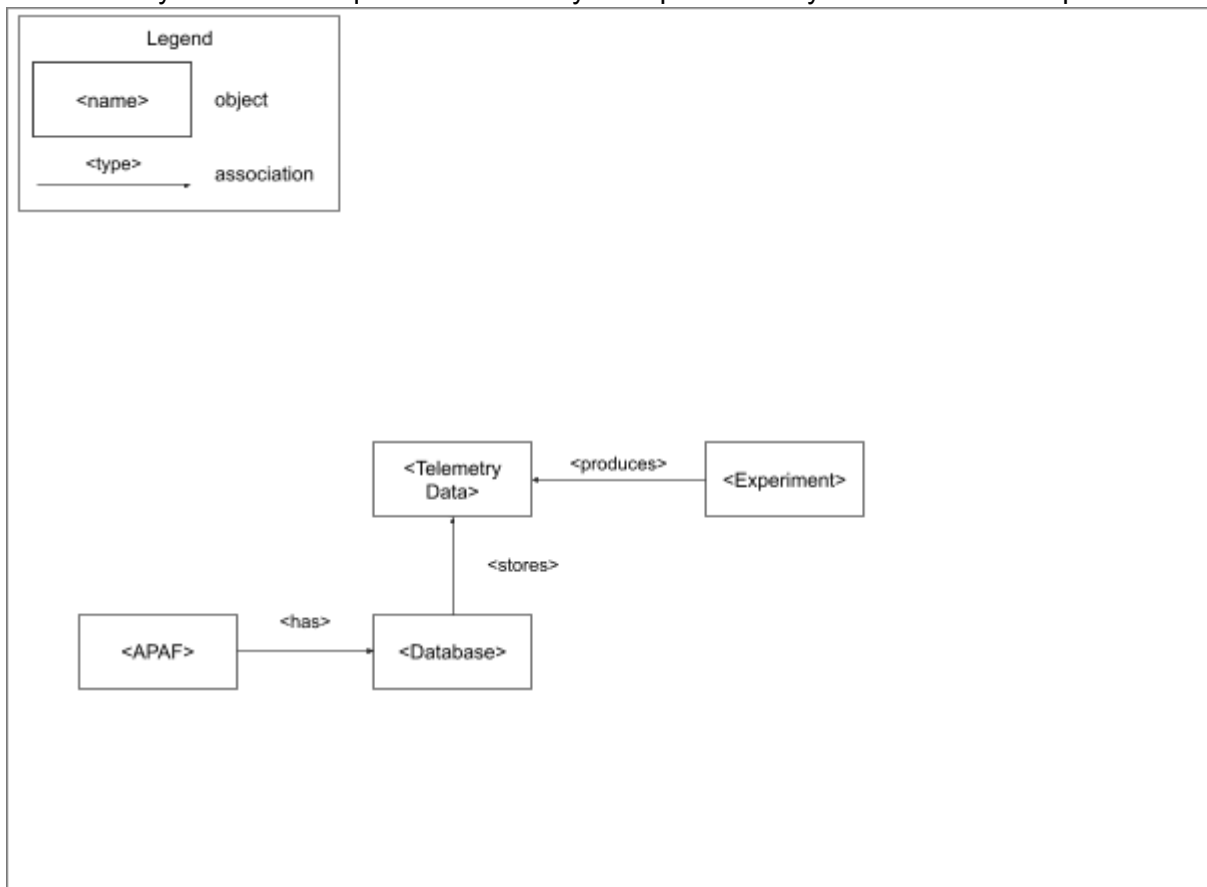 Legend
<name>
object
<type>
association
<Telemetry
Data>
<produces>
<Experiment>
<stores>
<APAF>
<has>
<Database>